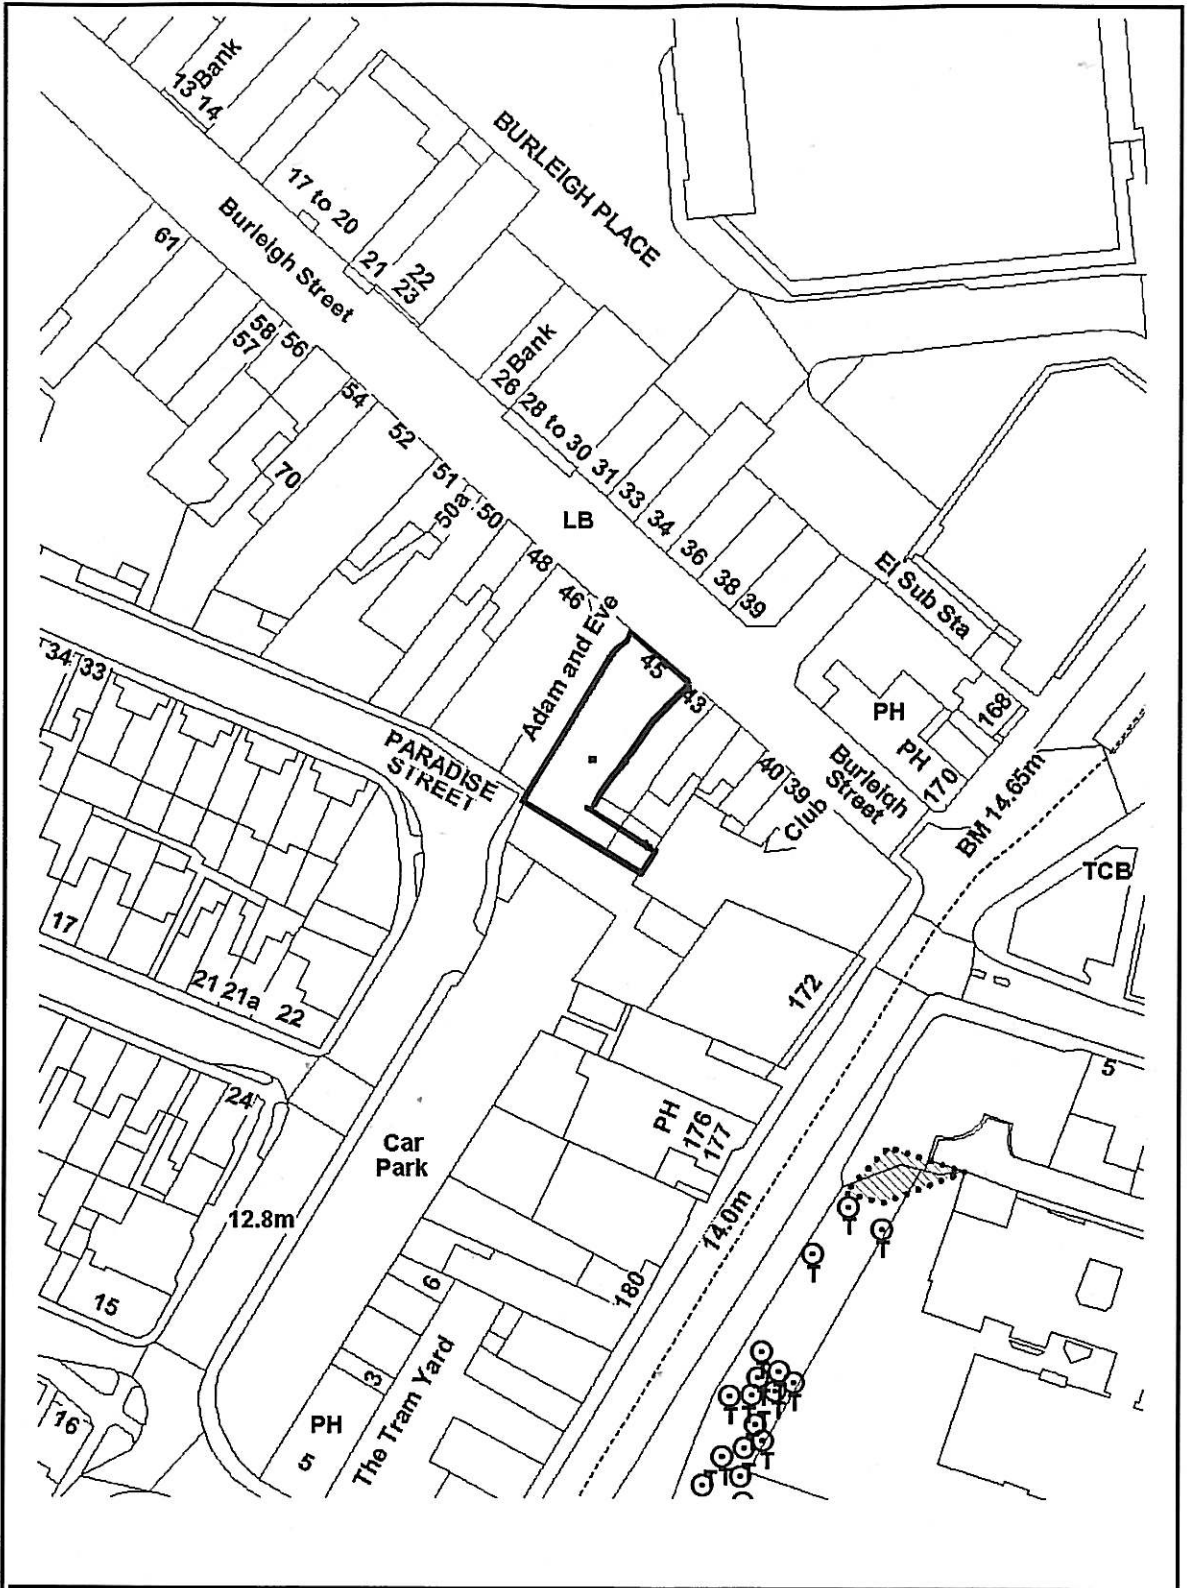 Bank
13 14
BURLEIGH PLACE
17 to 20
Burleigh Street
61
21
22
23
58
57
56
54
Bank
26
28 to 30
52
70
51
50a
50
31
33
LB
34
48
36
46
38
39
El Sub Sta
Adam and Eve
45
43
34
33
PH
168
PARADISE
STREET
PH
170
40
39
Burleigh
Street
Club
BM 14.65m
TCB
17
21
21a
22
172
5
24
Car
Park
PH
176
177
12.8m
14.0m
T
T
T
15
6
180
3
The Tram Yard
16
PH
5
T
T
T
T
T
T
T
T